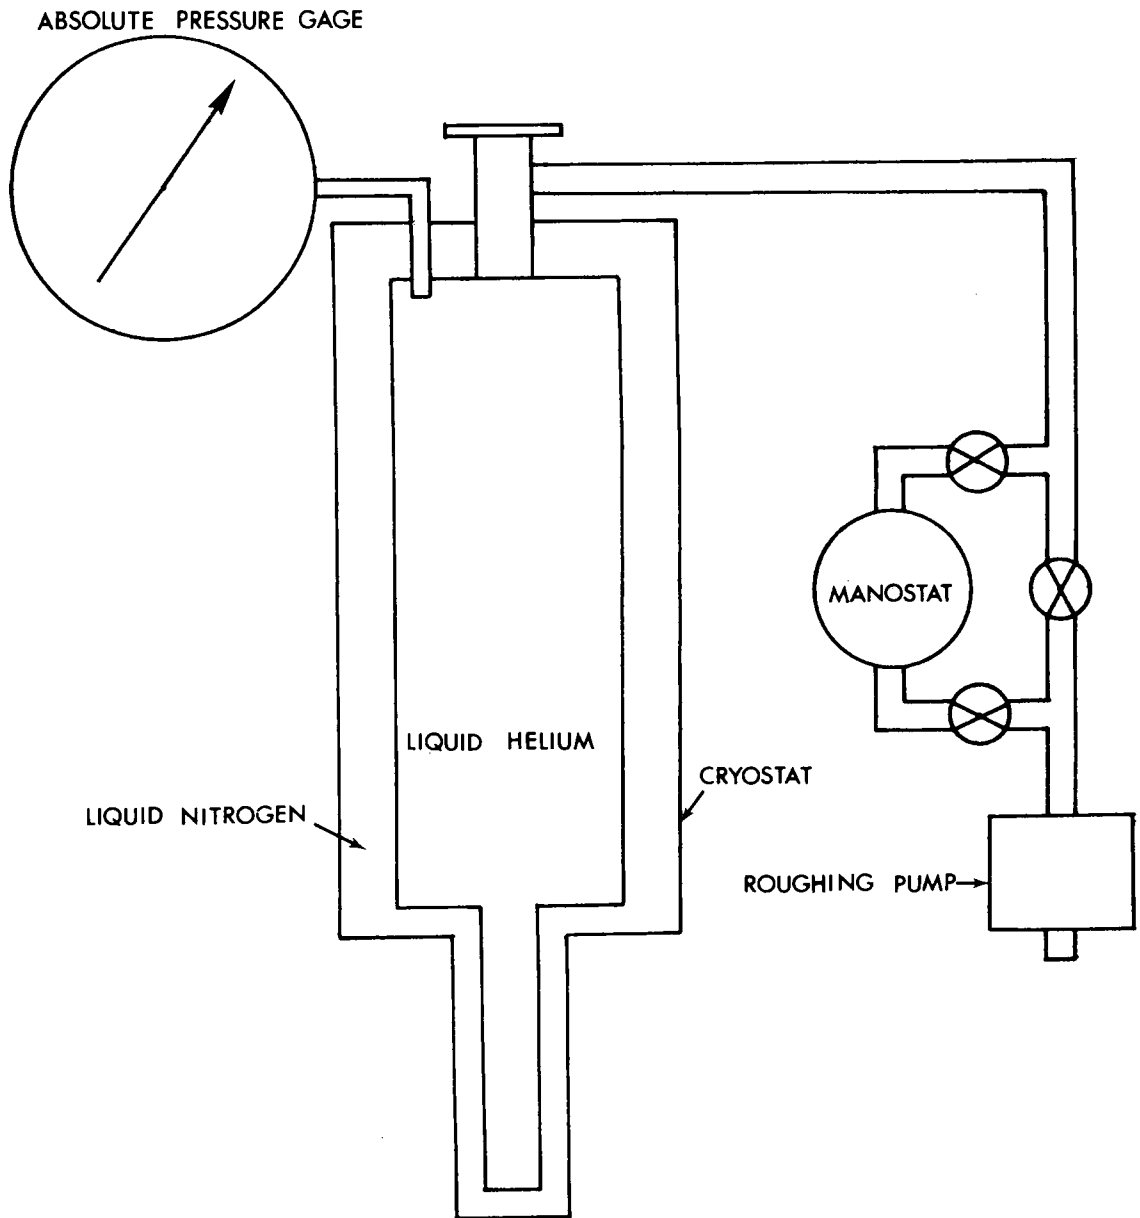 ABSOLUTE PRESSURE GAGE
MANOSTAT
LIQUID HELIUM
CRYOSTAT
LIQUID NITROGEN
ROUGHING PUMP